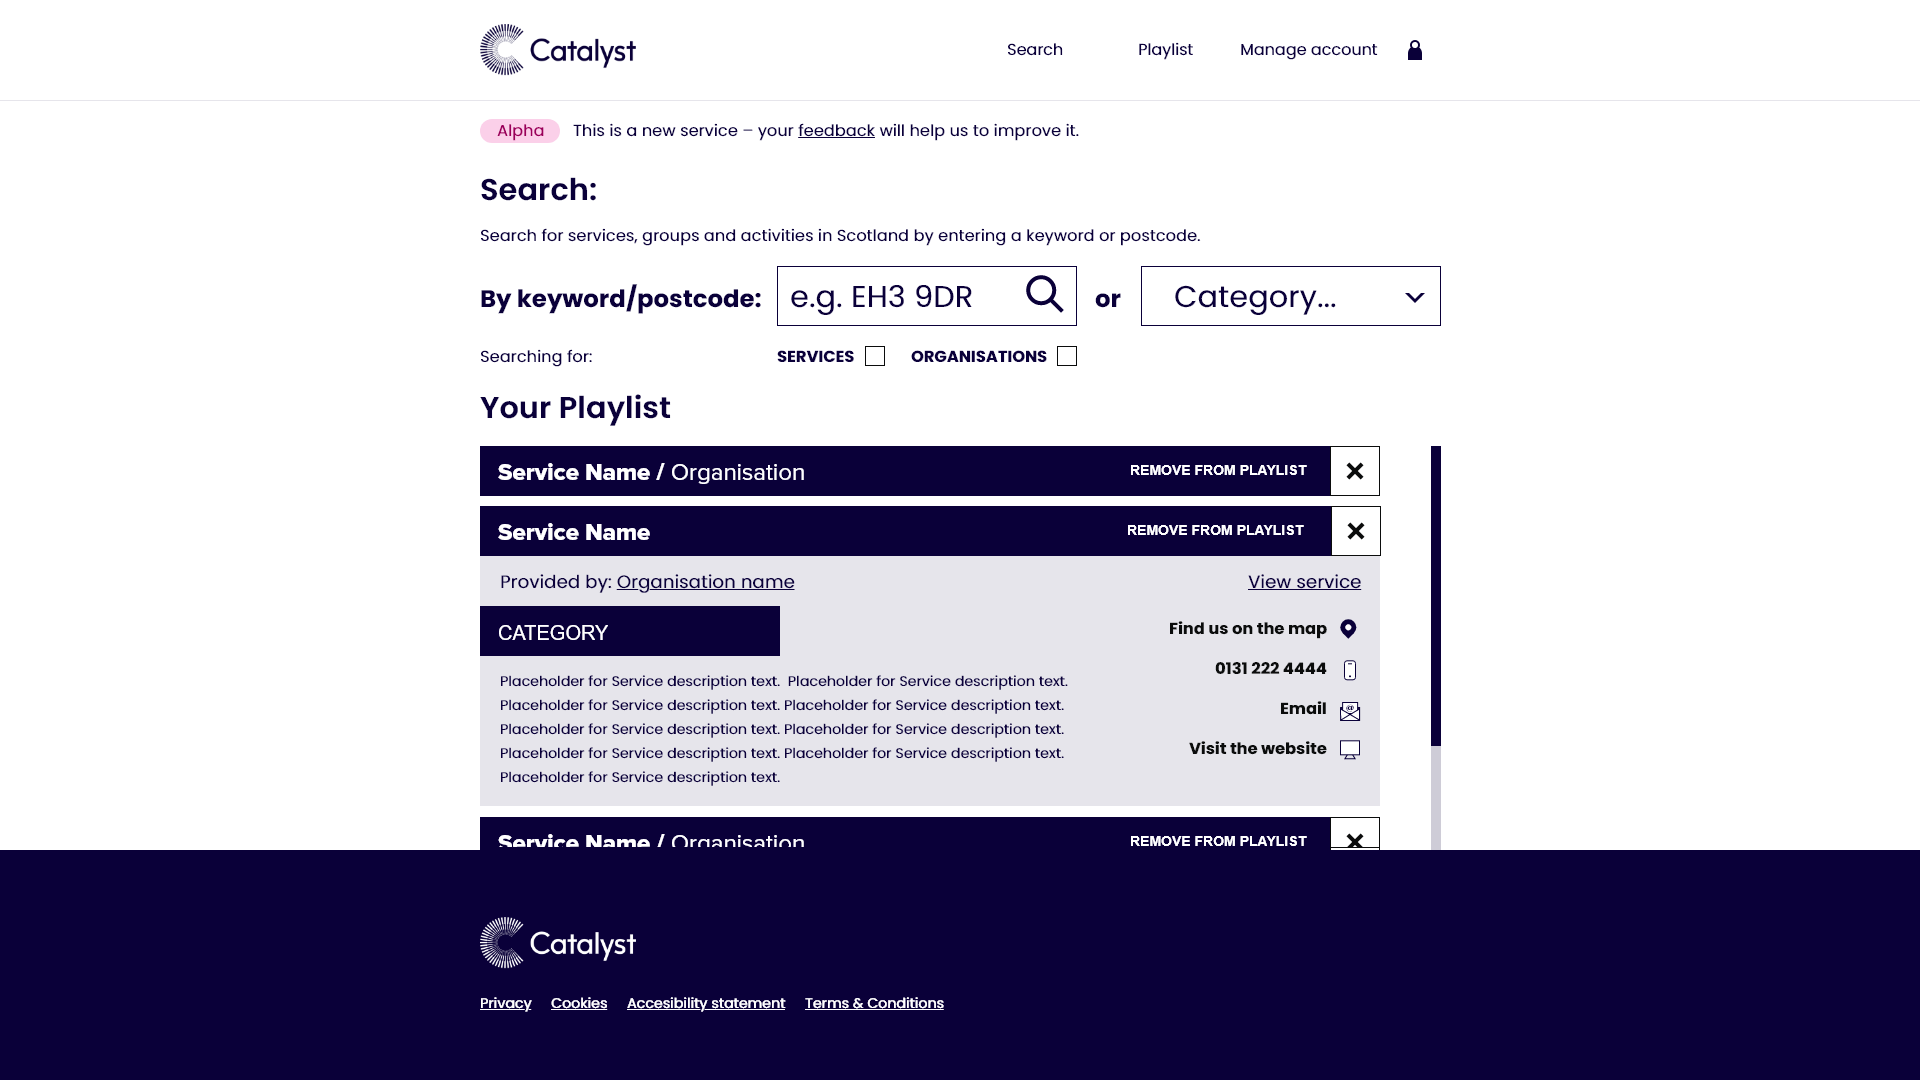 Catalyst
Search Playlist Manage account
Alpha This is a new service – your feedback will help us to improve it.
Search:
Search for services, groups and activities in Scotland by entering a keyword or postcode.
By keyword/postcode: e.g. EH3 9DR or Category...
Searching for: SERVICES ORGANISATIONS
Your Playlist
Service Name / Organisation REMOVE FROM PLAYLIST
Service Name REMOVE FROM PLAYLIST
Provided by: Organisation name View service
CATEGORY
Find us on the map
0131 222 4444
Email
Visit the website
Placeholder for Service description text. Placeholder for Service description text.
Placeholder for Service description text. Placeholder for Service description text.
Placeholder for Service description text. Placeholder for Service description text.
Placeholder for Service description text. Placeholder for Service description text.
Placeholder for Service description text.
Service Name / Organisation REMOVE FROM PLAYLIST
Catalyst
Privacy Cookies Accesibility statement Terms & Conditions